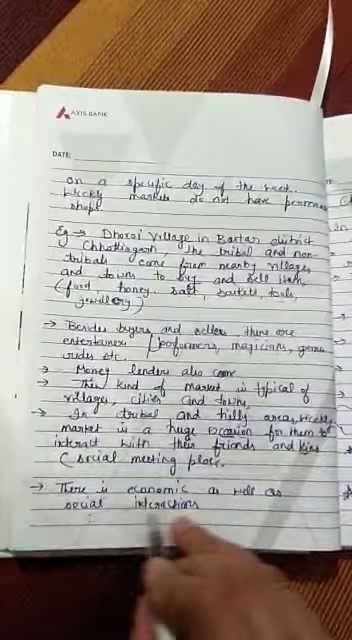 AXIS BANK
DATE:
on a specific day of the week.
Weekly markets do not have perman
shops
Eg → Dhorai Village in Bastar district
Chhattisgarh, the tribal and non-
tribals come from nearby villages
and towns to buy and sell items
(food honey, salt, baskets, tools,
jewellery)
→ Besides buyers and sellers, there are
entertainer (performers, magicians, game
rides etc.
→ Money lenders also come
→ This kind of market is typical of
villages, cities and towns,
→ In tribal and hilly areas, weekly
market is a huge occasion for them to
interact with their friends and kins
(social meeting place.
→ There is economic as well as
social interactions